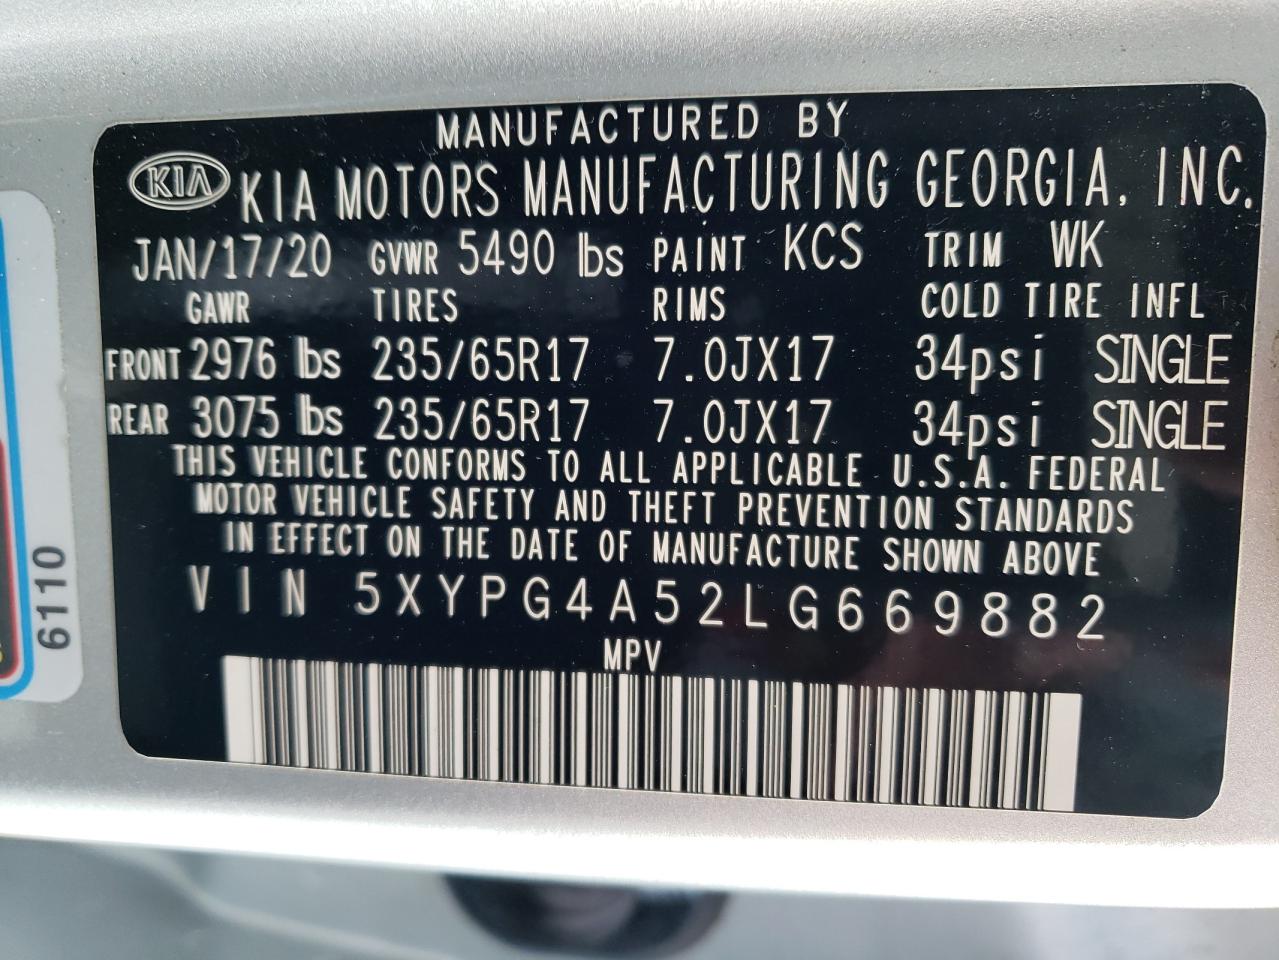 MANUFACTURED BY
KIA KIA MOTORS MANUFACTURING GEORGIA, INC.
JAN/17/20 GVWR 5490 lbs PAINT KCS TRIM WK
GAWR TIRES RIMS COLD TIRE INFL
FRONT 2976 lbs 235/65R17 7.0JX17 34psi SINGLE
REAR 3075 lbs 235/65R17 7.0JX17 34psi SINGLE
THIS VEHICLE CONFORMS TO ALL APPLICABLE U.S.A. FEDERAL
MOTOR VEHICLE SAFETY AND THEFT PREVENTION STANDARDS
IN EFFECT ON THE DATE OF MANUFACTURE SHOWN ABOVE
VIN 5XYPG4A52LG669882
MPV
6110